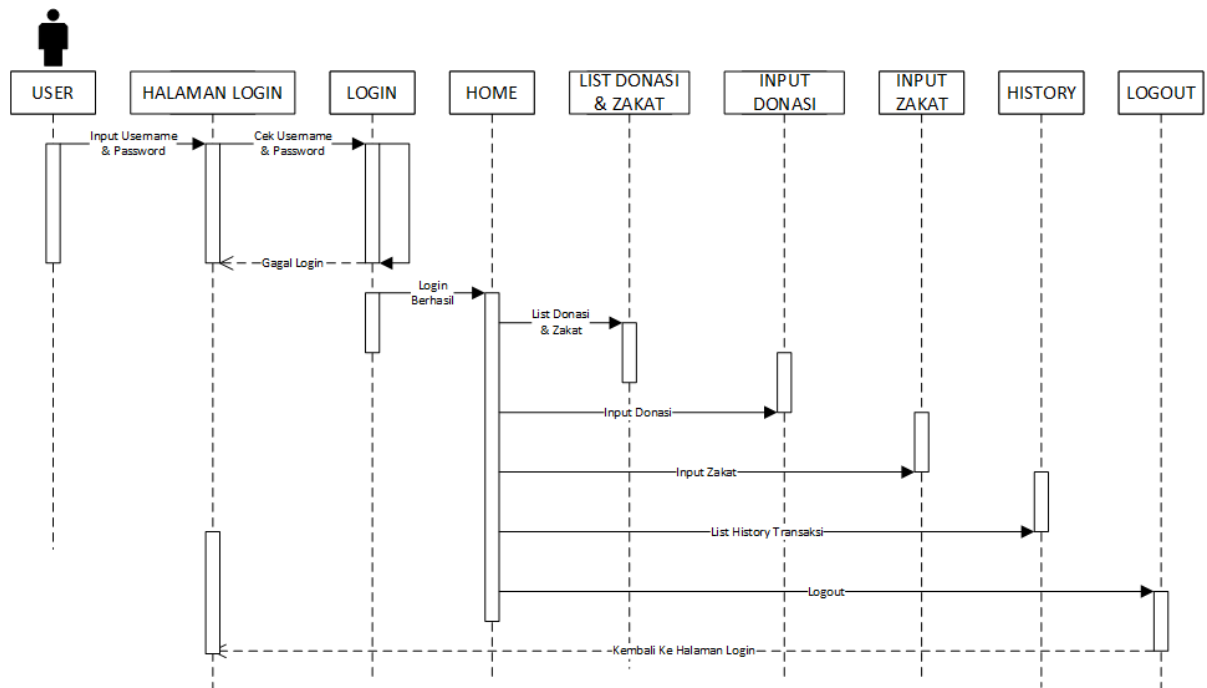 USER
HALAMAN LOGIN
LOGIN
HOME
LIST DONASI
& ZAKAT
INPUT
DONASI
INPUT
ZAKAT
HISTORY
LOGOUT
Input Username
& Password
Cek Username
& Password
Gagal Login
Login
Berhasil
List Donasi
& Zakat
Input Donasi
Input Zakat
List History Transaksi
Logout
Kembali Ke Halaman Login